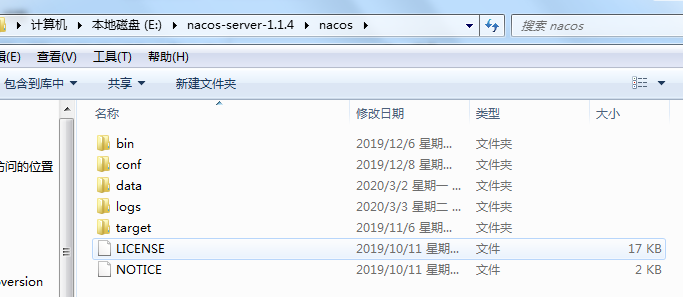 计算机 本地磁盘 (E:) nacos-server-1.1.4 nacos 搜索 nacos
(E) 查看(V) 工具(T) 帮助(H)
包含到库中 共享 新建文件夹
名称 修改日期 类型 大小
bin 2019/12/6 星期... 文件夹
conf 2019/12/8 星期... 文件夹
访问的位置
data 2020/3/2 星期一 ... 文件夹
logs 2020/3/3 星期二 ... 文件夹
target 2019/11/6 星期... 文件夹
LICENSE 2019/10/11 星期... 文件 17 KB
NOTICE 2019/10/11 星期... 文件 2 KB
oversion